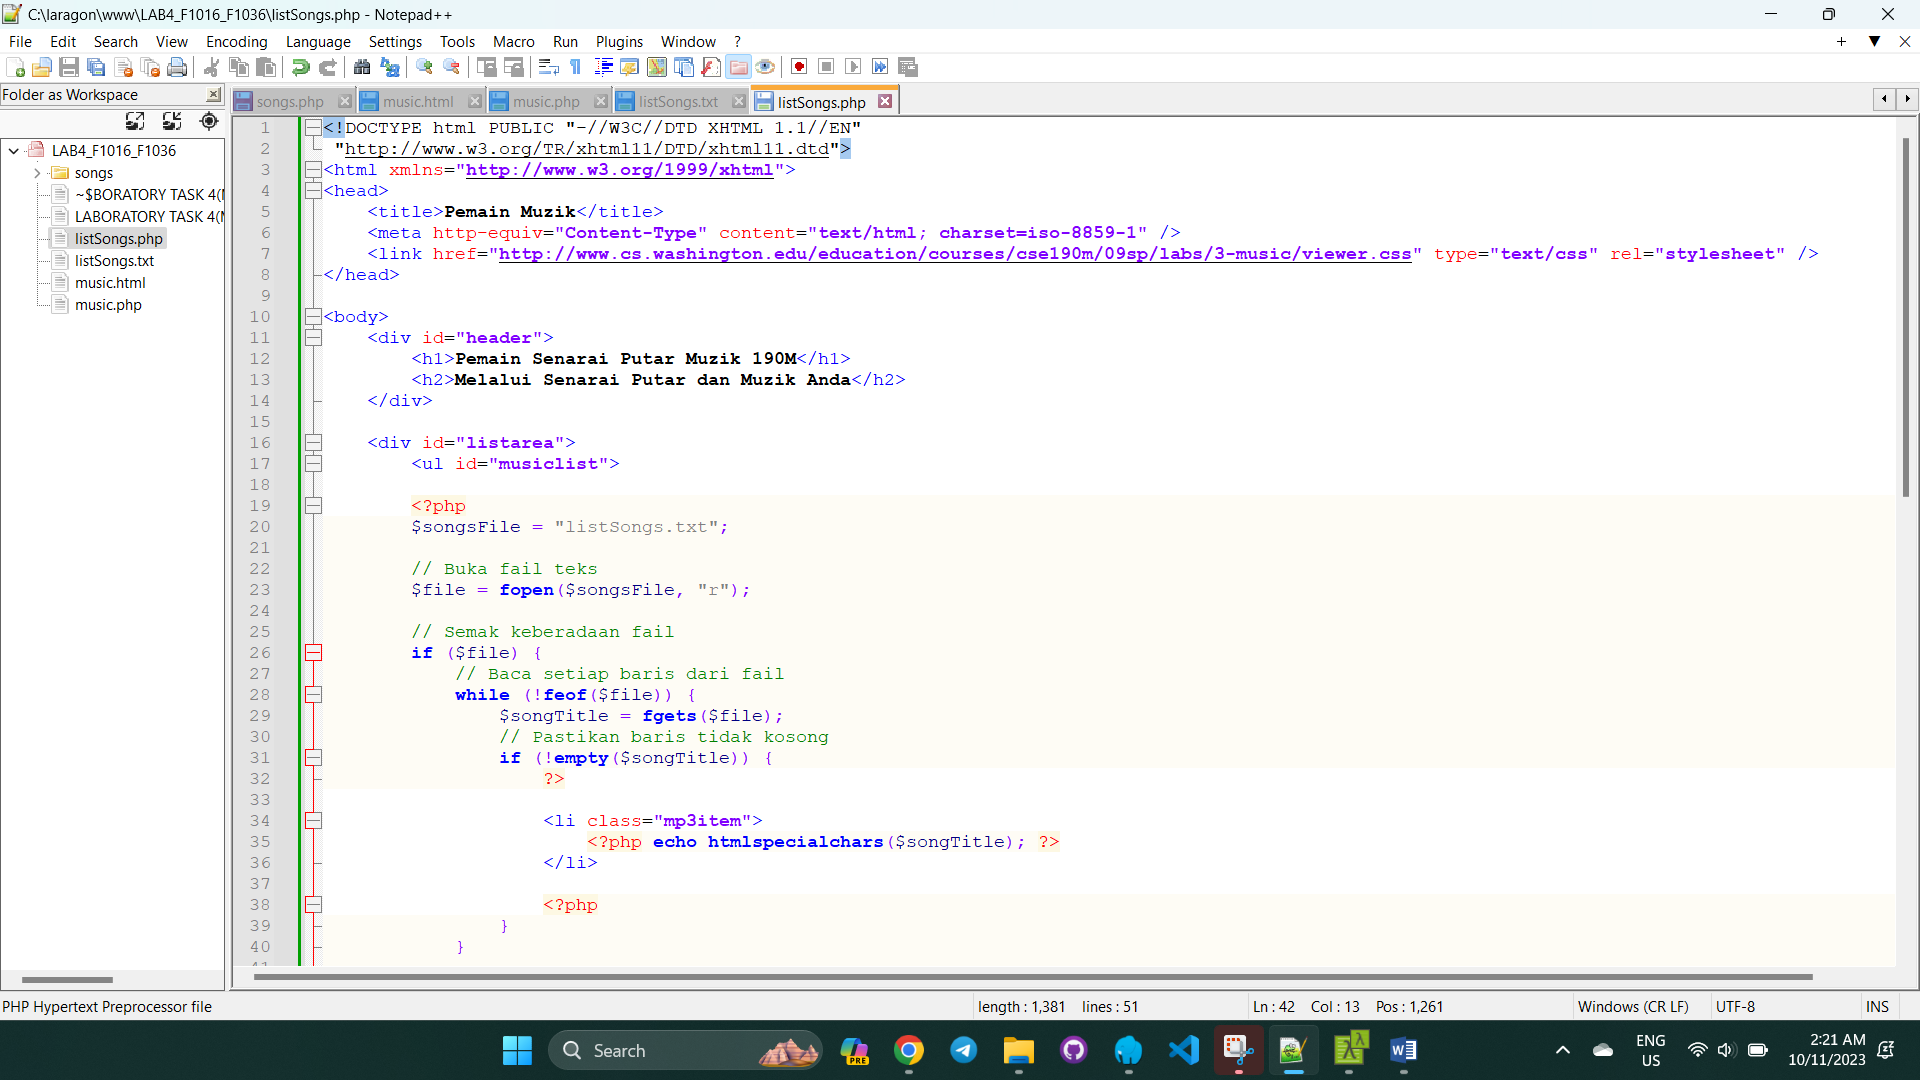 C:\laragon\www\LAB4_F1016_F1036\listSongs.php - Notepad++
File Edit Search View Encoding Language Settings Tools Macro Run Plugins Window ?
Folder as Workspace
songs.php music.html music.php listSongs.txt listSongs.php
LAB4_F1016_F1036
songs
~$BORATORY TASK 4(
LABORATORY TASK 4(
listSongs.php
listSongs.txt
music.html
music.php
1 <!DOCTYPE html PUBLIC "-//W3C//DTD XHTML 1.1//EN"
2 "http://www.w3.org/TR/xhtml11/DTD/xhtml11.dtd">
3 <html xmlns="http://www.w3.org/1999/xhtml">
4 <head>
5 <title>Pemain Muzik</title>
6 <meta http-equiv="Content-Type" content="text/html; charset=iso-8859-1" />
7 <link href="http://www.cs.washington.edu/education/courses/cse190m/09sp/labs/3-music/viewer.css" type="text/css" rel="stylesheet" />
8 </head>
9
10 <body>
11 <div id="header">
12 <h1>Pemain Senarai Putar Muzik 190M</h1>
13 <h2>Melalui Senarai Putar dan Muzik Anda</h2>
14 </div>
15
16 <div id="listarea">
17 <ul id="musiclist">
18
19 <?php
20 $songsFile = "listSongs.txt";
21
22 // Buka fail teks
23 $file = fopen($songsFile, "r");
24
25 // Semak keberadaan fail
26 if ($file) {
27 // Baca setiap baris dari fail
28 while (!feof($file)) {
29 $songTitle = fgets($file);
30 // Pastikan baris tidak kosong
31 if (!empty($songTitle)) {
32 ?>
33
34 <li class="mp3item">
35 <?php echo htmlspecialchars($songTitle); ?>
36 </li>
37
38 <?php
39 }
40 }
PHP Hypertext Preprocessor file length : 1,381 lines : 51 Ln : 42 Col : 13 Pos : 1,261 Windows (CR LF) UTF-8 INS
Search
PRE
ENG
US
2:21 AM
10/11/2023